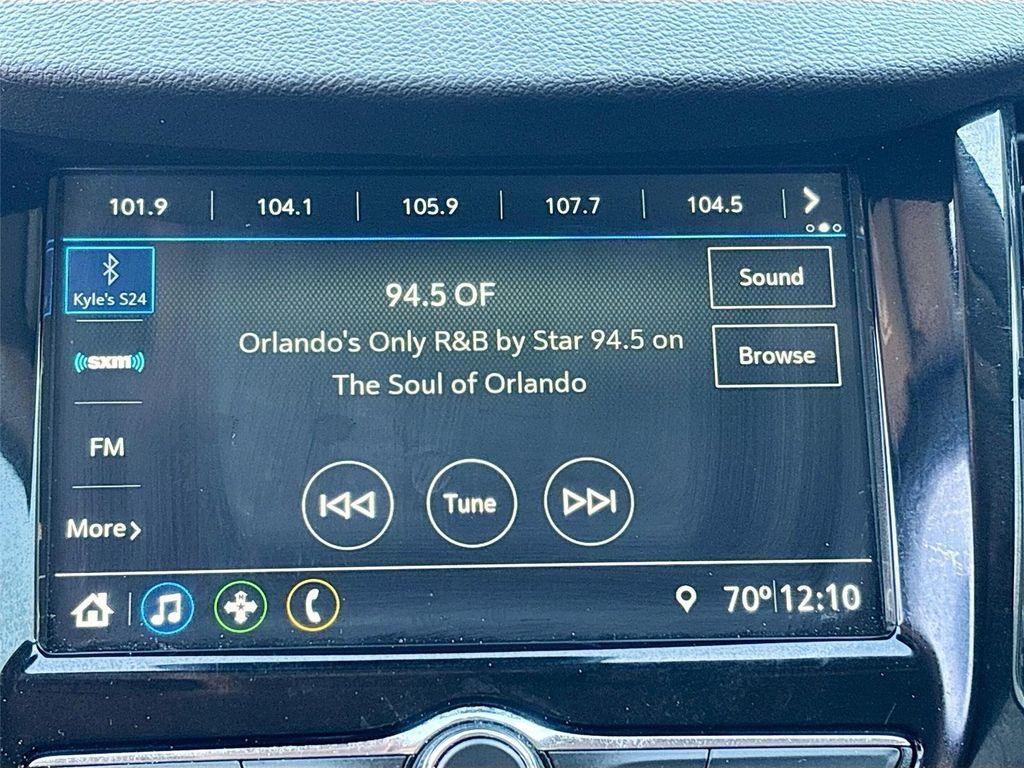 101.9 104.1 105.9 107.7 104.5
Kyle's S24
sxm
FM
More
94.5 OF
Orlando's Only R&B by Star 94.5 on
The Soul of Orlando
Sound
Browse
Tune
70° 12:10